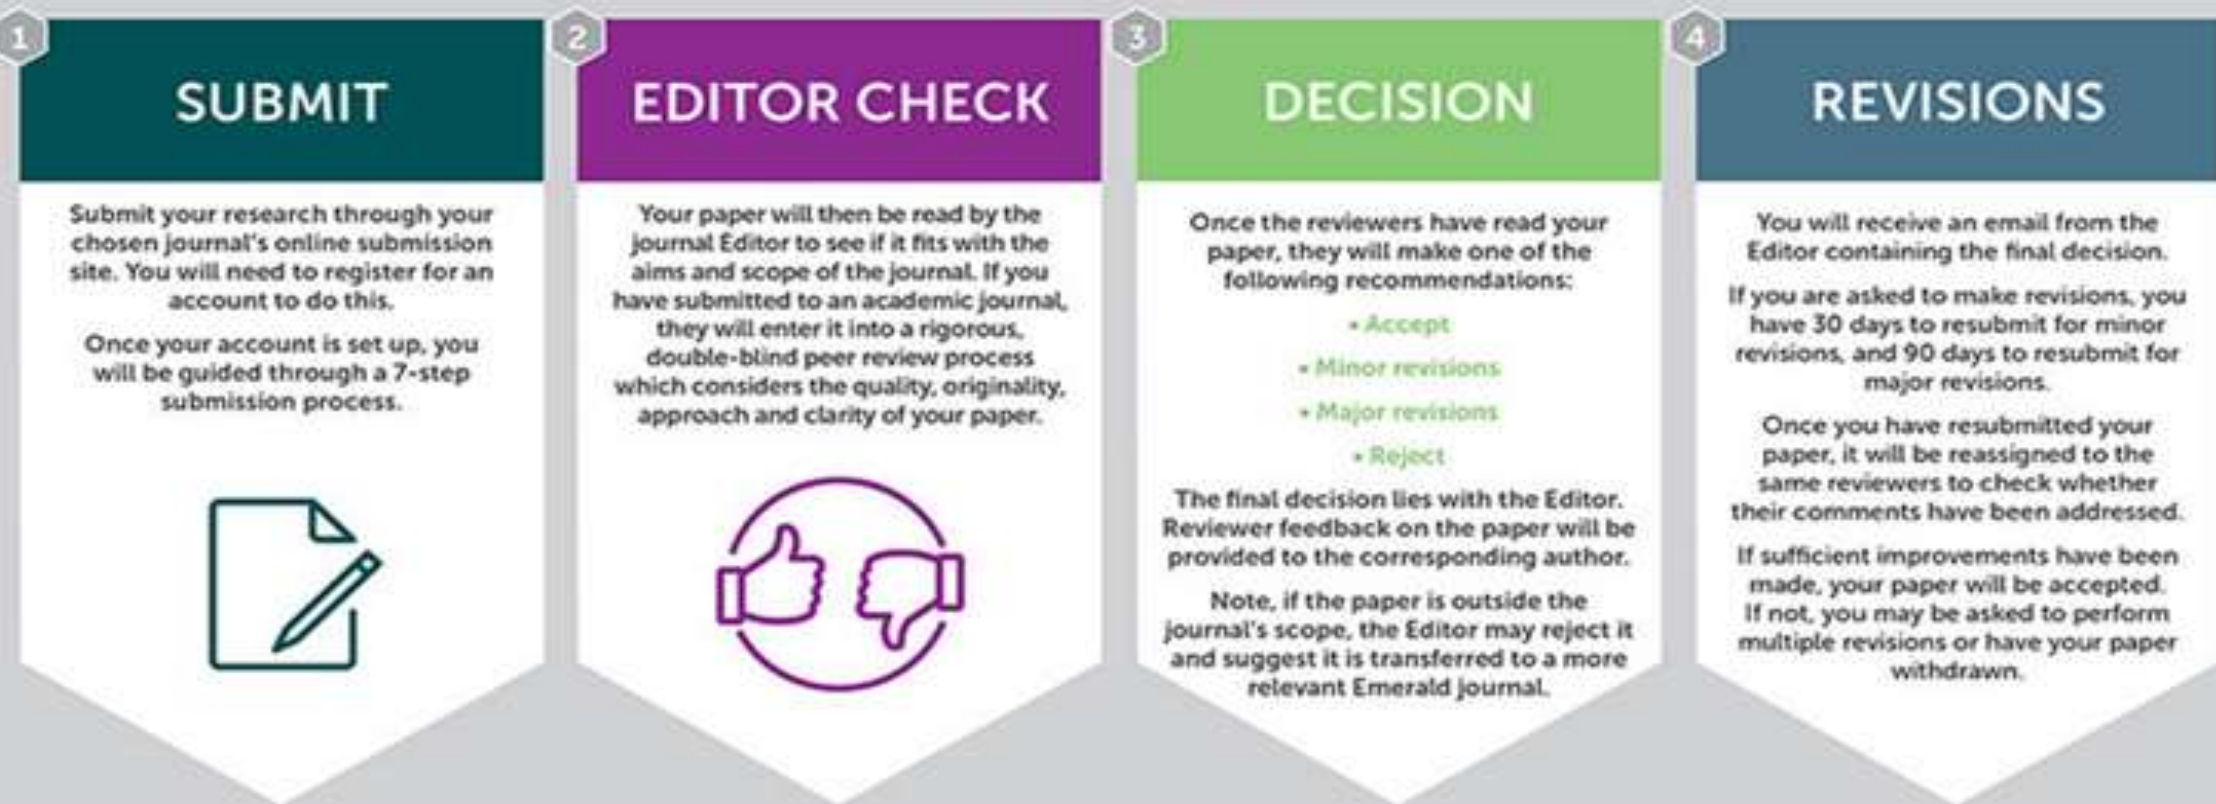 1
SUBMIT
Submit your research through your
chosen journal's online submission
site. You will need to register for an
account to do this.
Once your account is set up, you
will be guided through a 7-step
submission process.
2
EDITOR CHECK
Your paper will then be read by the
journal Editor to see if it fits with the
aims and scope of the journal. If you
have submitted to an academic journal,
they will enter it into a rigorous,
double-blind peer review process
which considers the quality, originality,
approach and clarity of your paper.
3
DECISION
Once the reviewers have read your
paper, they will make one of the
following recommendations:
• Accept
• Minor revisions
• Major revisions
• Reject
The final decision lies with the Editor.
Reviewer feedback on the paper will be
provided to the corresponding author.
Note, if the paper is outside the
journal's scope, the Editor may reject it
and suggest it is transferred to a more
relevant Emerald journal.
4
REVISIONS
You will receive an email from the
Editor containing the final decision.
If you are asked to make revisions, you
have 30 days to resubmit for minor
revisions, and 90 days to resubmit for
major revisions.
Once you have resubmitted your
paper, it will be reassigned to the
same reviewers to check whether
their comments have been addressed.
If sufficient improvements have been
made, your paper will be accepted.
If not, you may be asked to perform
multiple revisions or have your paper
withdrawn.